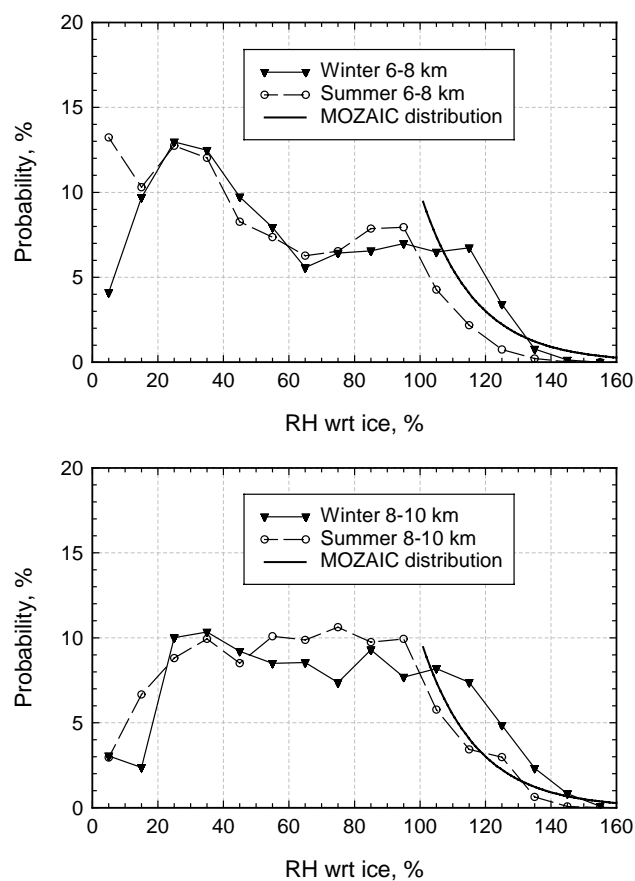 20
15
10
5
0
Probability, %
Winter 6-8 km
Summer 6-8 km
MOZAIC distribution
0 20 40 60 80 100 120 140 160
RH wrt ice, %
20
15
10
5
0
Probability, %
Winter 8-10 km
Summer 8-10 km
MOZAIC distribution
0 20 40 60 80 100 120 140 160
RH wrt ice, %